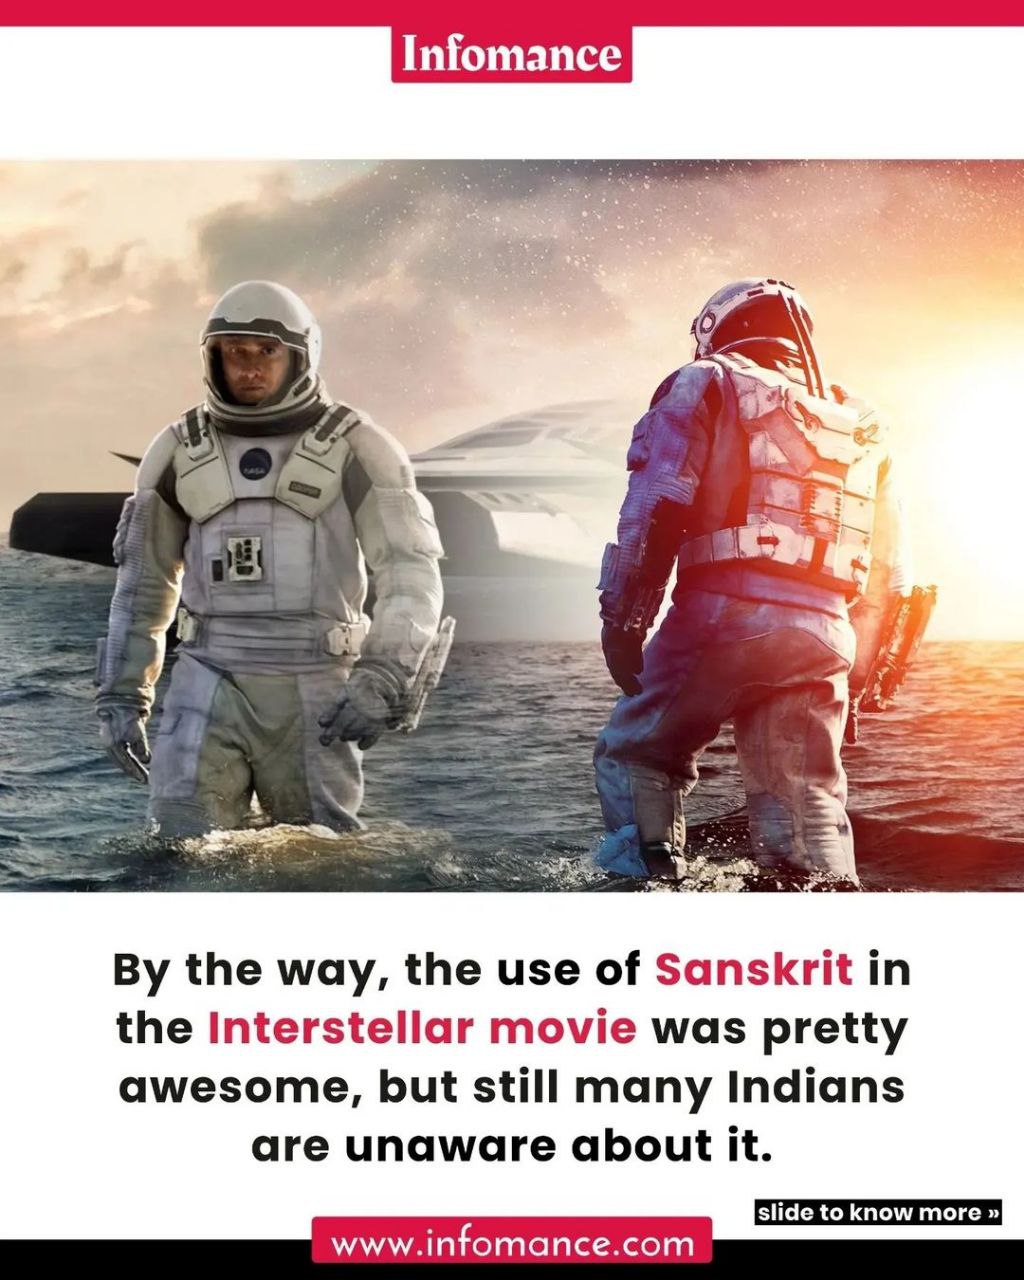 Infomance
NASA
COOPER
By the way, the use of Sanskrit in
the Interstellar movie was pretty
awesome, but still many Indians
are unaware about it.
slide to know more »
www.infomance.com